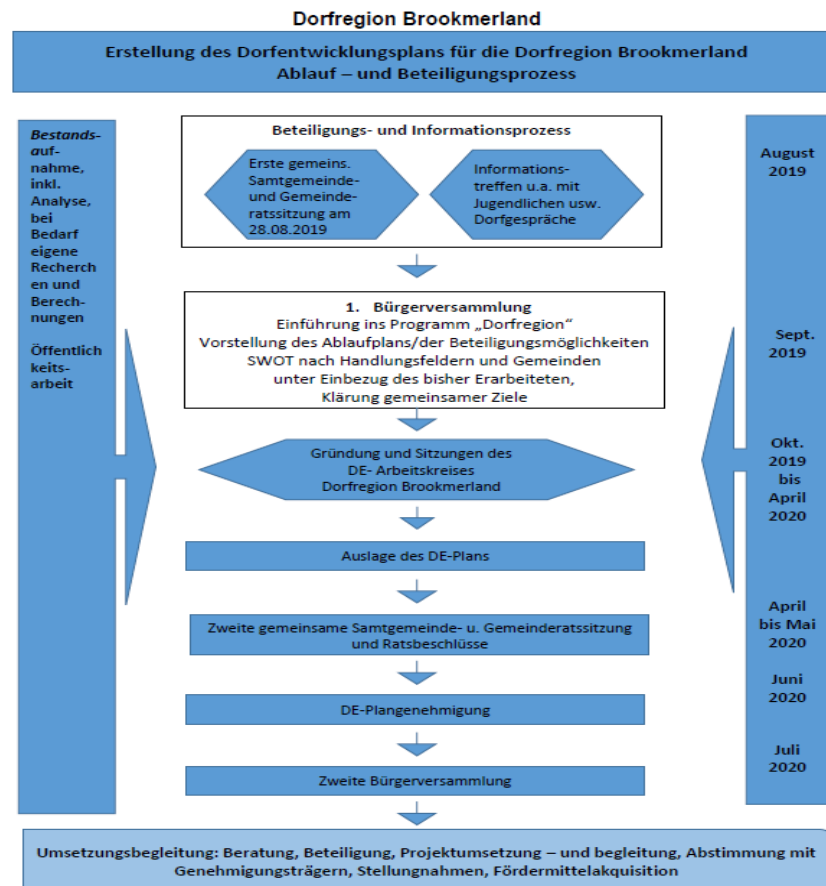 Dorfregion Brookmerland
Erstellung des Dorfentwicklungsplans für die Dorfregion Brookmerland
Ablauf – und Beteiligungsprozess
Bestands-
auf-
nahme,
inkl.
Analyse,
bei
Bedarf
eigene
Recherch
en und
Berech-
nungen
Öffentlich
keits-
arbeit
Beteiligungs- und Informationsprozess
Erste gemeins.
Samtgemeinde-
und Gemeinde-
ratssitzung am
28.08.2019
Informations-
treffen u.a. mit
Jugendlichen usw.
Dorfgespräche
1. Bürgerversammlung
Einführung ins Programm „Dorfregion“
Vorstellung des Ablaufplans/der Beteiligungsmöglichkeiten
SWOT nach Handlungsfeldern und Gemeinden
unter Einbezug des bisher Erarbeiteten,
Klärung gemeinsamer Ziele
Gründung und Sitzungen des
DE- Arbeitskreises
Dorfregion Brookmerland
Auslage des DE-Plans
Zweite gemeinsame Samtgemeinde- u. Gemeinderatssitzung
und Ratsbeschlüsse
DE-Plangenehmigung
Zweite Bürgerversammlung
August
2019
Sept.
2019
Okt.
2019
bis
April
2020
April
bis Mai
2020
Juni
2020
Juli
2020
Umsetzungsbegleitung: Beratung, Beteiligung, Projektumsetzung – und begleitung, Abstimmung mit
Genehmigungsträgern, Stellungnahmen, Fördermittelakquisition